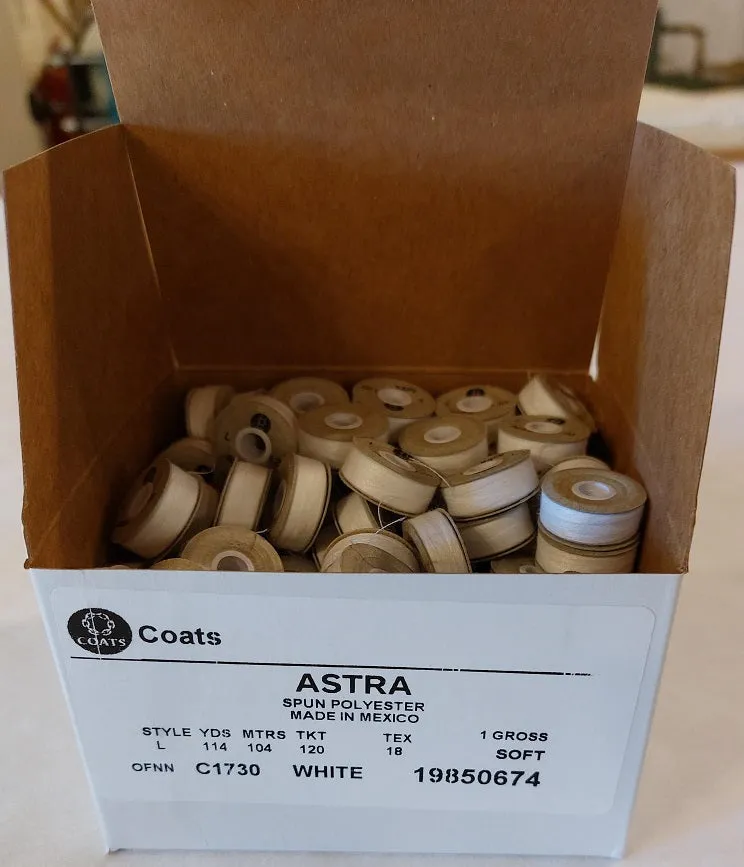 COATS Coats
ASTRA
SPUN POLYESTER
MADE IN MEXICO
STYLE YDS MTRS TKT TEX 1 GROSS
L 114 104 120 18 SOFT
OFNN C1730 WHITE 19850674